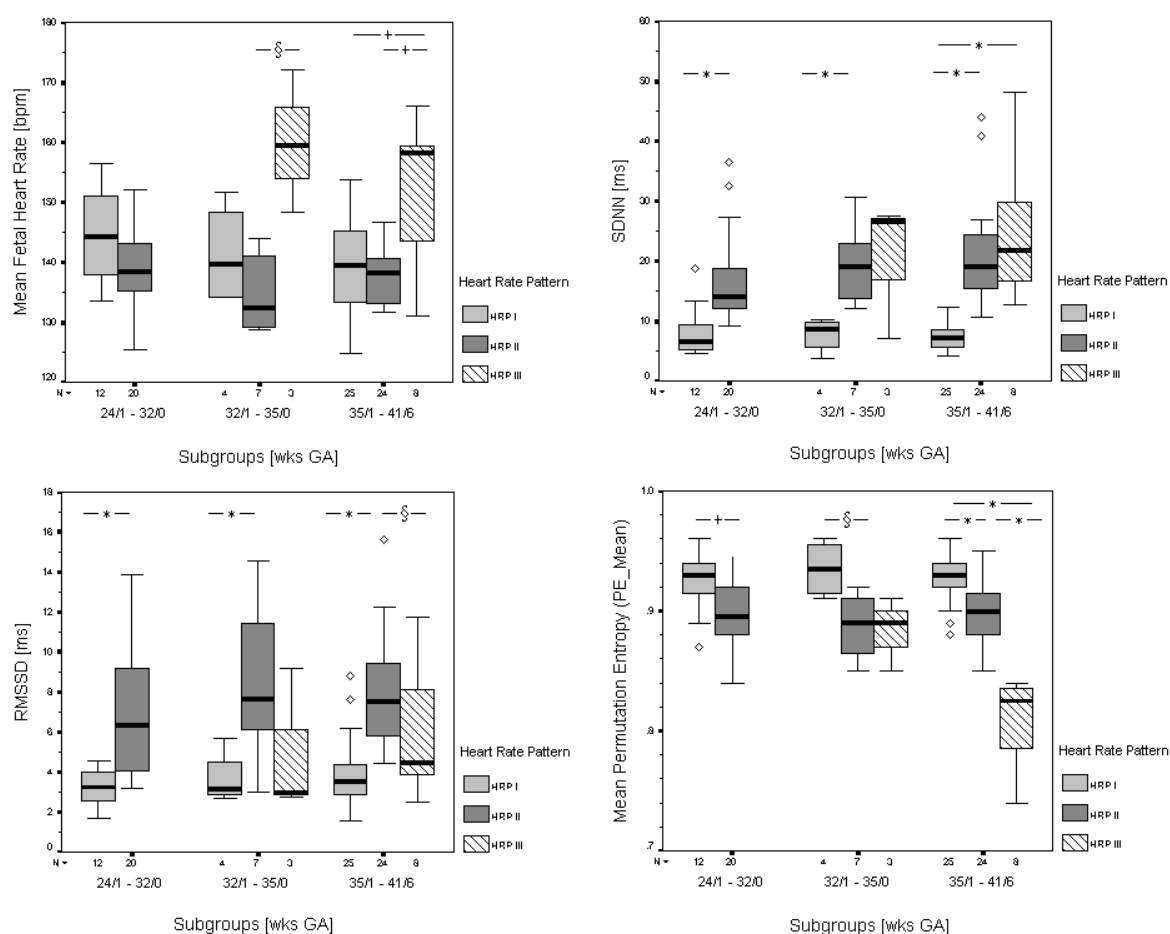 Mean Fetal Heart Rate [bpm]
180
170
160
150
140
130
120
§
+
+
Heart Rate Pattern
HRP I
HRP II
HRP III
N =
12 20 4 7 3 25 24 8
24/1 - 32/0 32/1 - 35/0 35/1 - 41/6
Subgroups [wks GA]
SDNN [ms]
60
50
40
30
20
10
0
*
*
*
*
Heart Rate Pattern
HRP I
HRP II
HRP III
N =
12 20 4 7 3 25 24 8
24/1 - 32/0 32/1 - 35/0 35/1 - 41/6
Subgroups [wks GA]
RMSSD [ms]
18
16
14
12
10
8
6
4
2
0
* * * §
Heart Rate Pattern
HRP I
HRP II
HRP III
N =
12 20 4 7 3 25 24 8
24/1 - 32/0 32/1 - 35/0 35/1 - 41/6
Subgroups [wks GA]
Mean Permutation Entropy (PE_Mean)
1.0
.9
.8
.7
*
+ § * *
Heart Rate Pattern
HRP I
HRP II
HRP III
N =
12 20 4 7 3 25 24 8
24/1 - 32/0 32/1 - 35/0 35/1 - 41/6
Subgroups [wks GA]